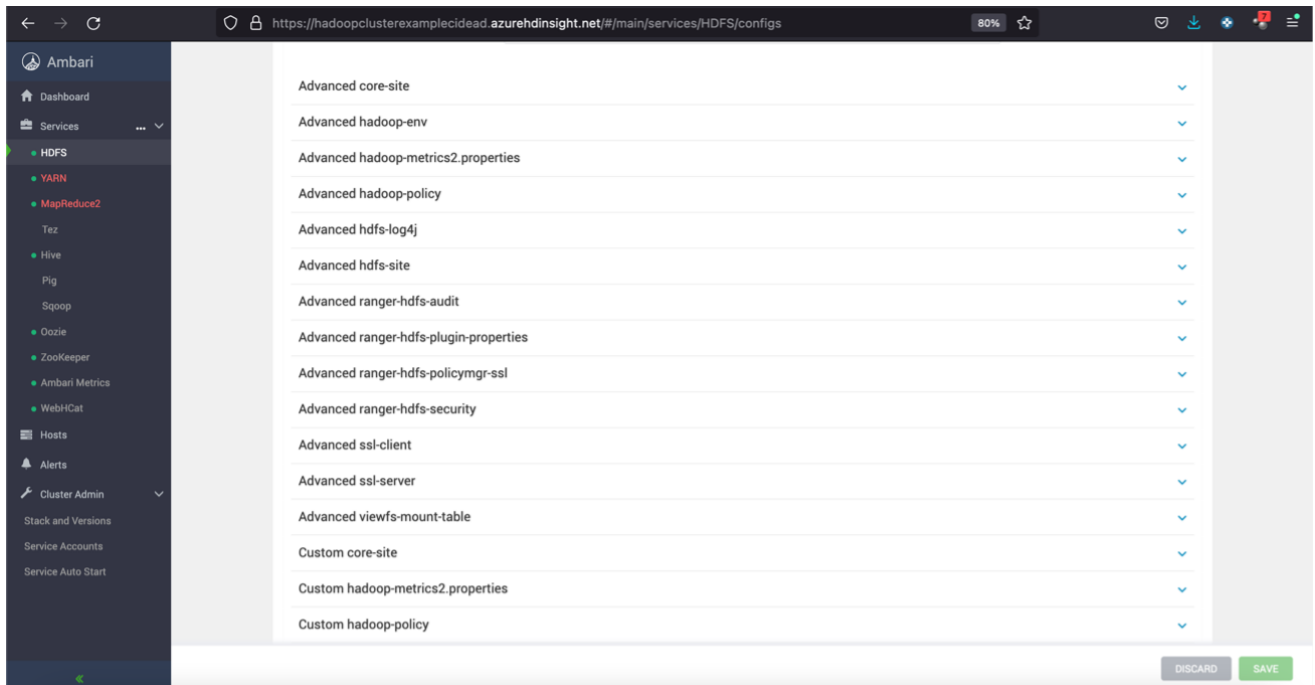 https://hadoopclusterexamplecidead.azurehdinsight.net/#/main/services/HDFS/configs
80%
7
Ambari
Dashboard
Services
...
HDFS
YARN
MapReduce2
Tez
Hive
Pig
Sqoop
Oozie
ZooKeeper
Ambari Metrics
WebHCat
Hosts
Alerts
Cluster Admin
Stack and Versions
Service Accounts
Service Auto Start
Advanced core-site
Advanced hadoop-env
Advanced hadoop-metrics2.properties
Advanced hadoop-policy
Advanced hdfs-log4j
Advanced hdfs-site
Advanced ranger-hdfs-audit
Advanced ranger-hdfs-plugin-properties
Advanced ranger-hdfs-policymgr-ssl
Advanced ranger-hdfs-security
Advanced ssl-client
Advanced ssl-server
Advanced viewfs-mount-table
Custom core-site
Custom hadoop-metrics2.properties
Custom hadoop-policy
DISCARD
SAVE